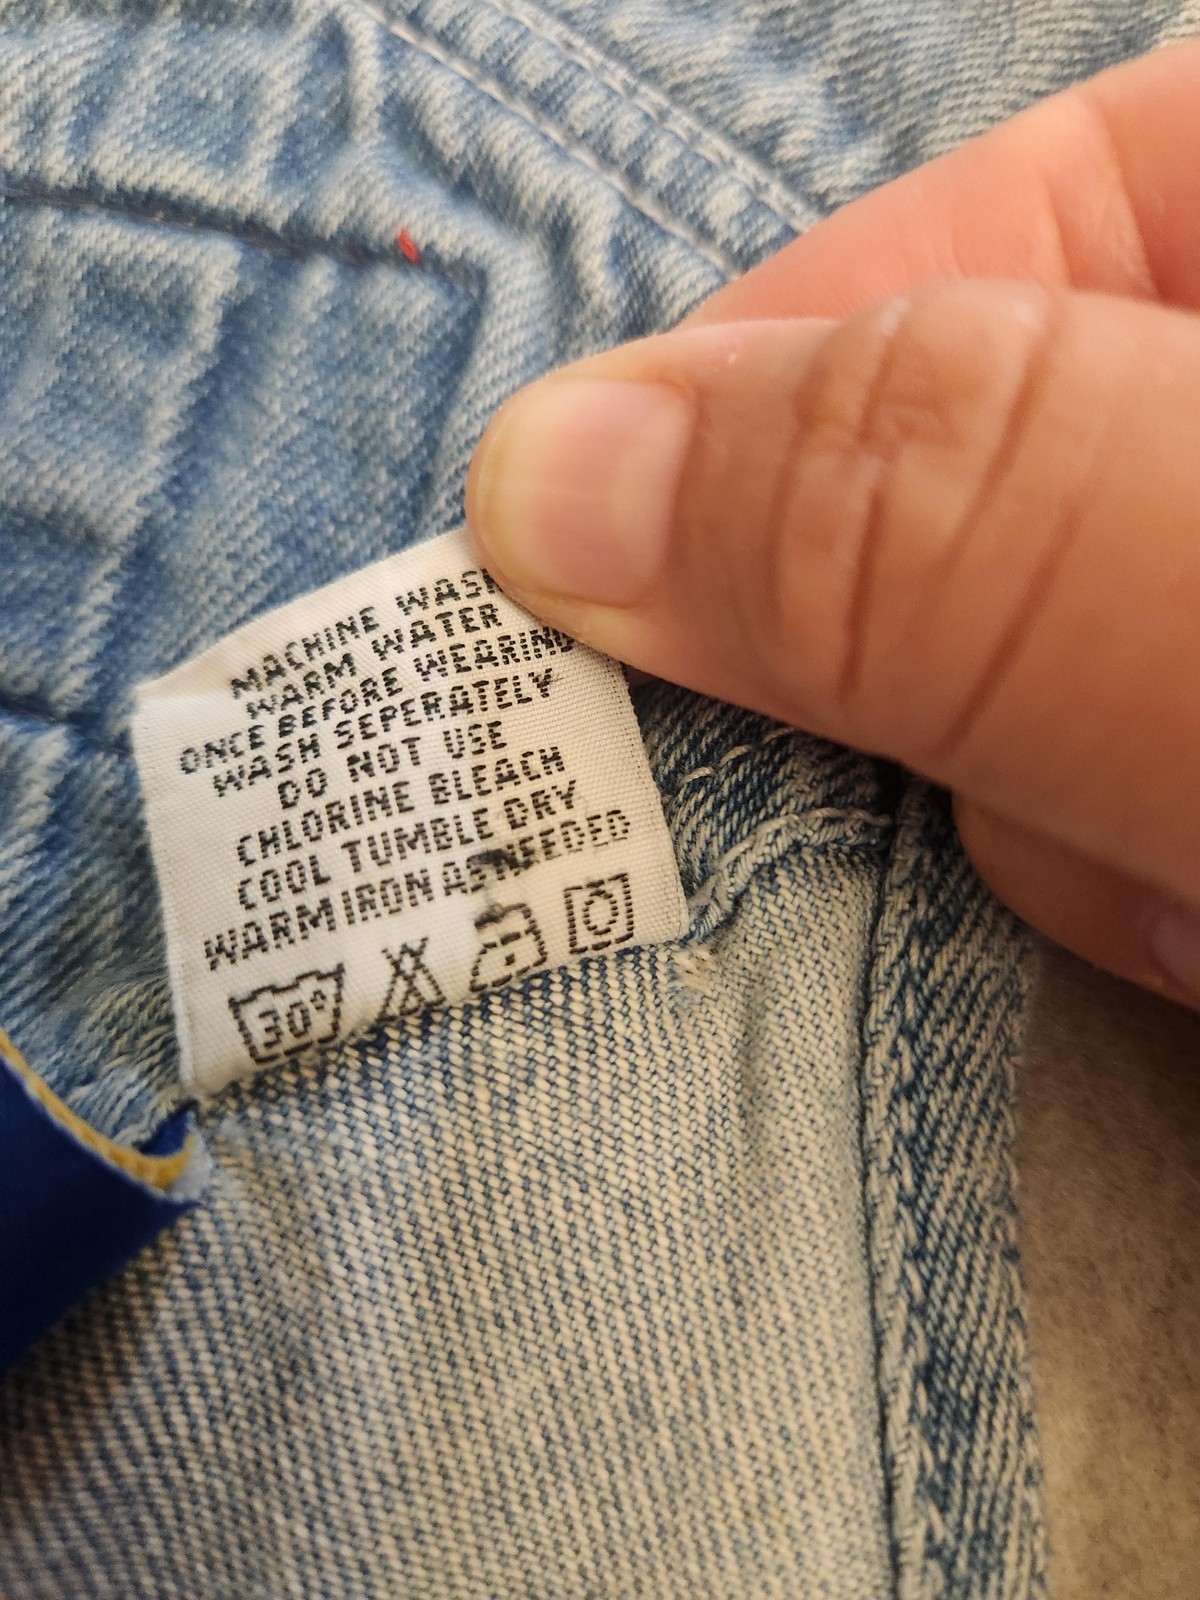 MACHINE WASH
WARM WATER
ONCE BEFORE WEARING
WASH SEPERATELY
DO NOT USE
CHLORINE BLEACH
COOL TUMBLE DRY
WARM IRON AS NEEDED
30°